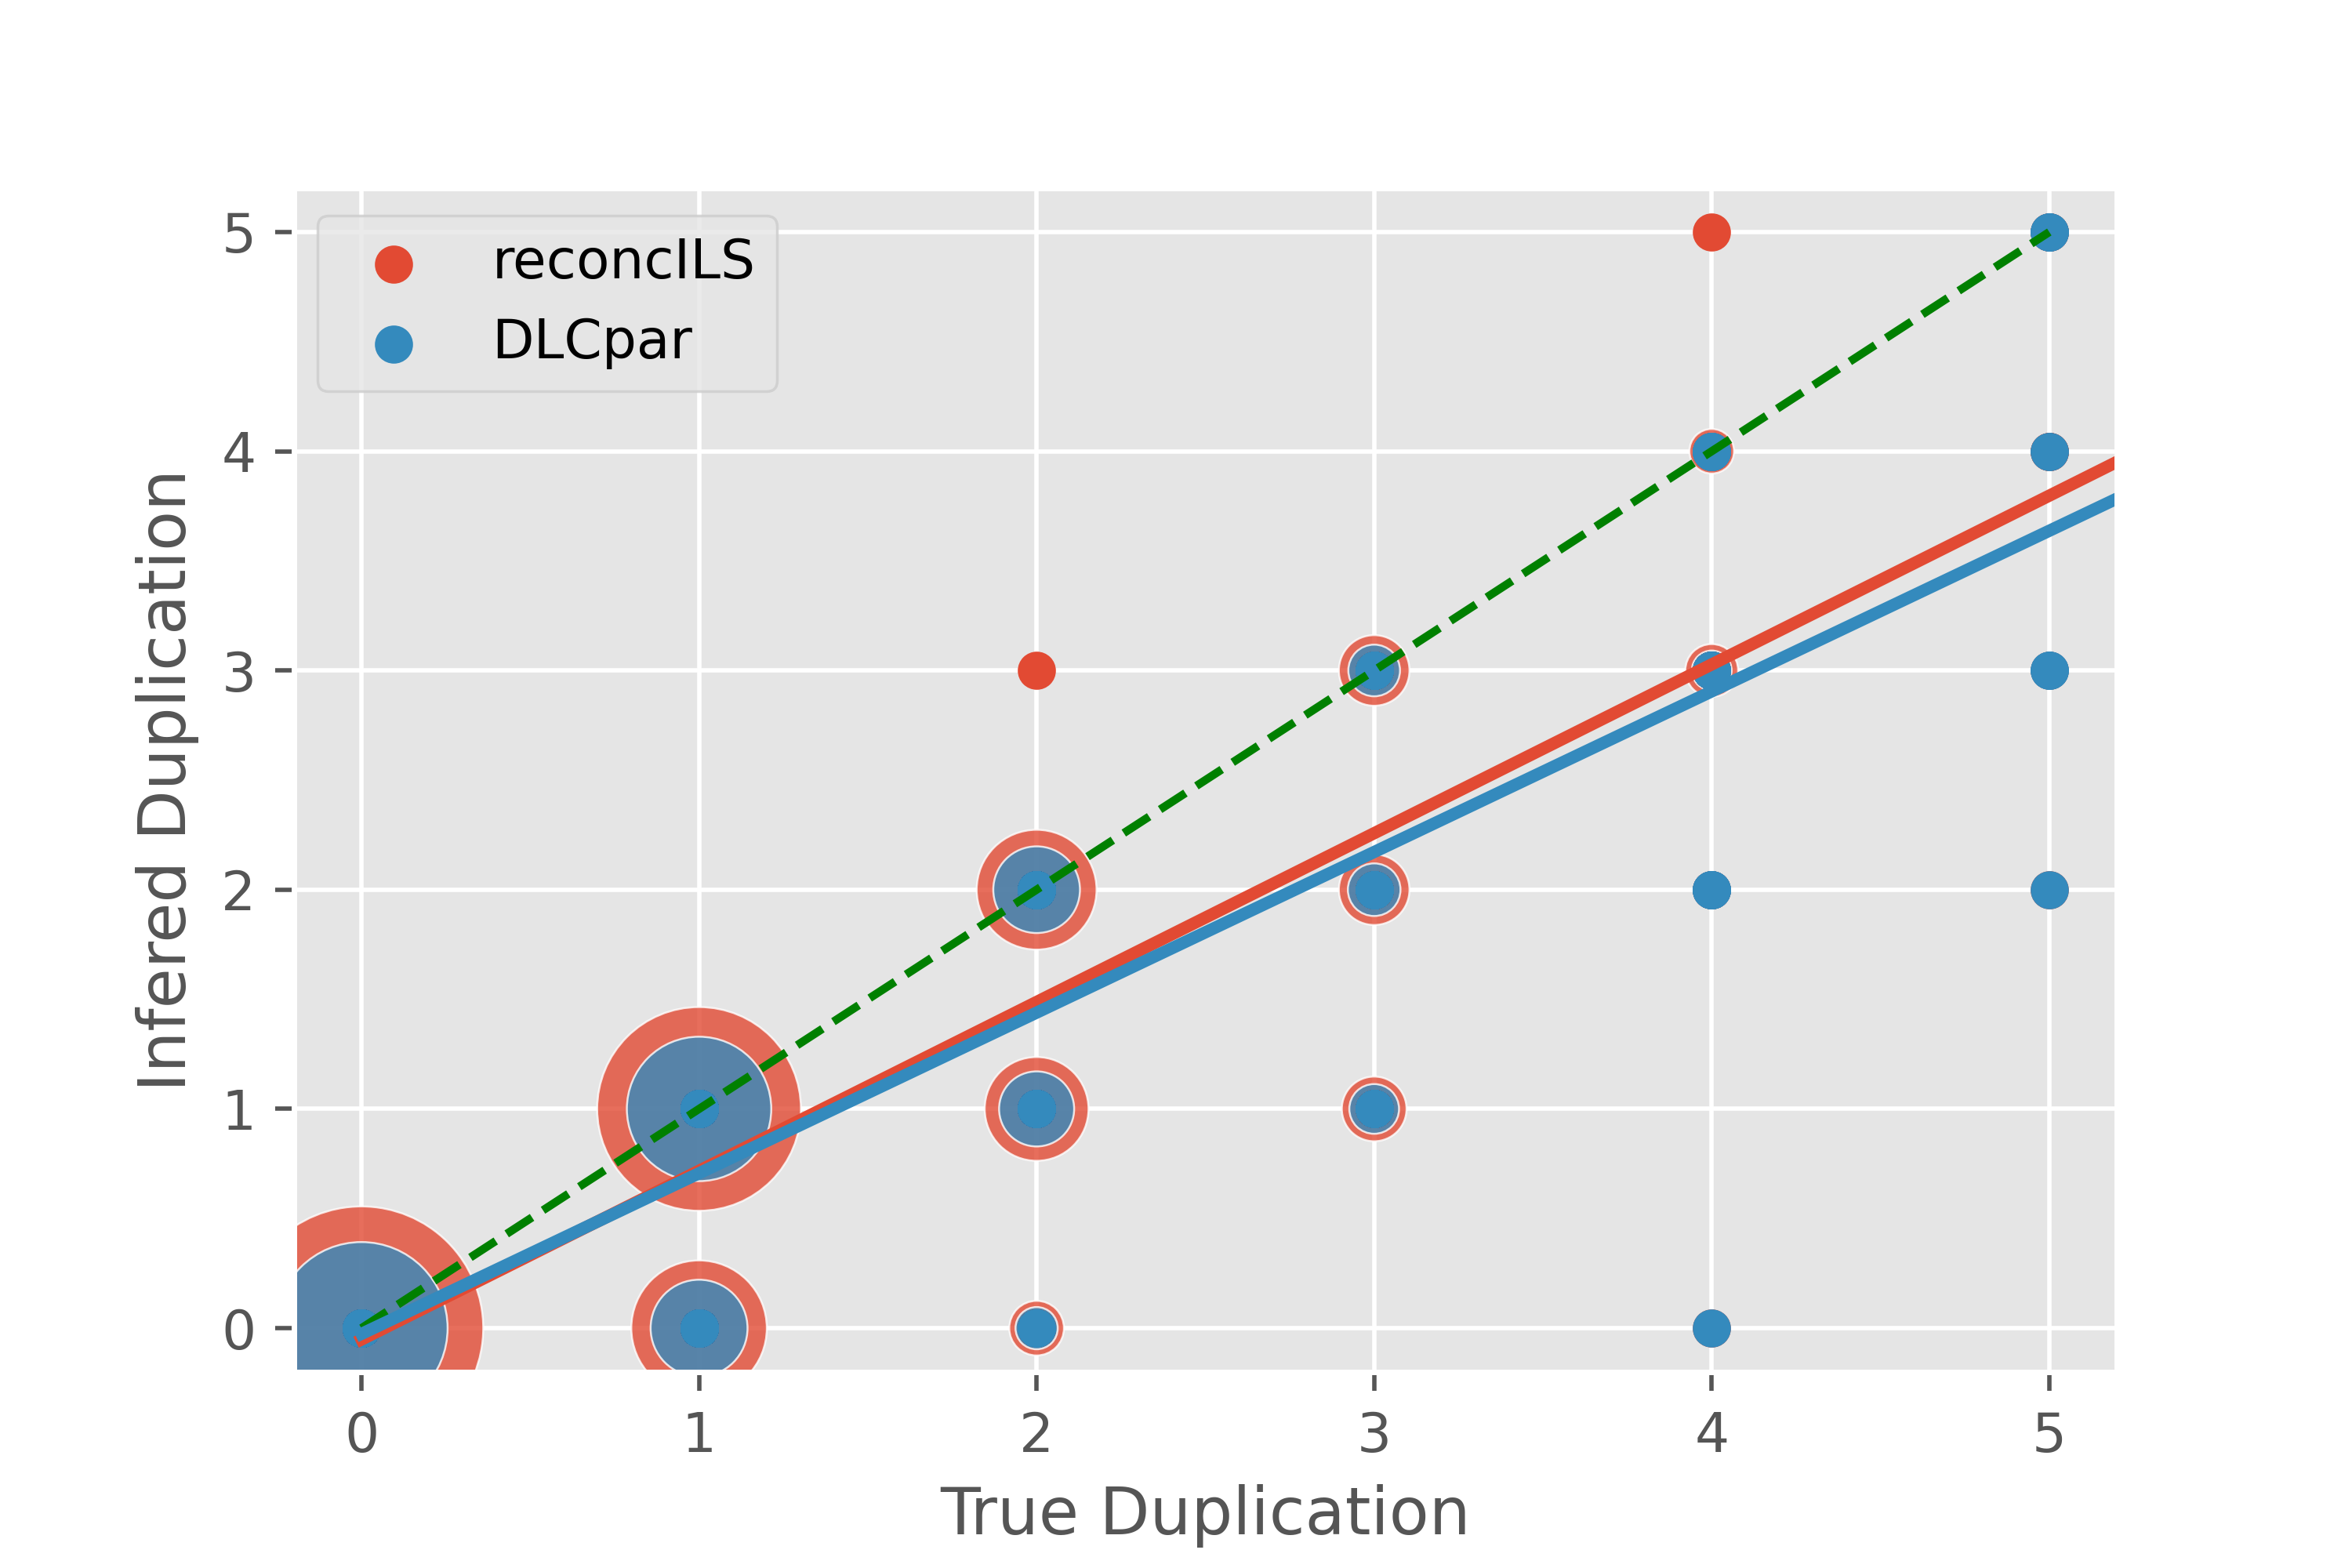 reconcILS
DLCpar
5
4
3
2
1
0
Infered Duplication
0 1 2 3 4 5
True Duplication